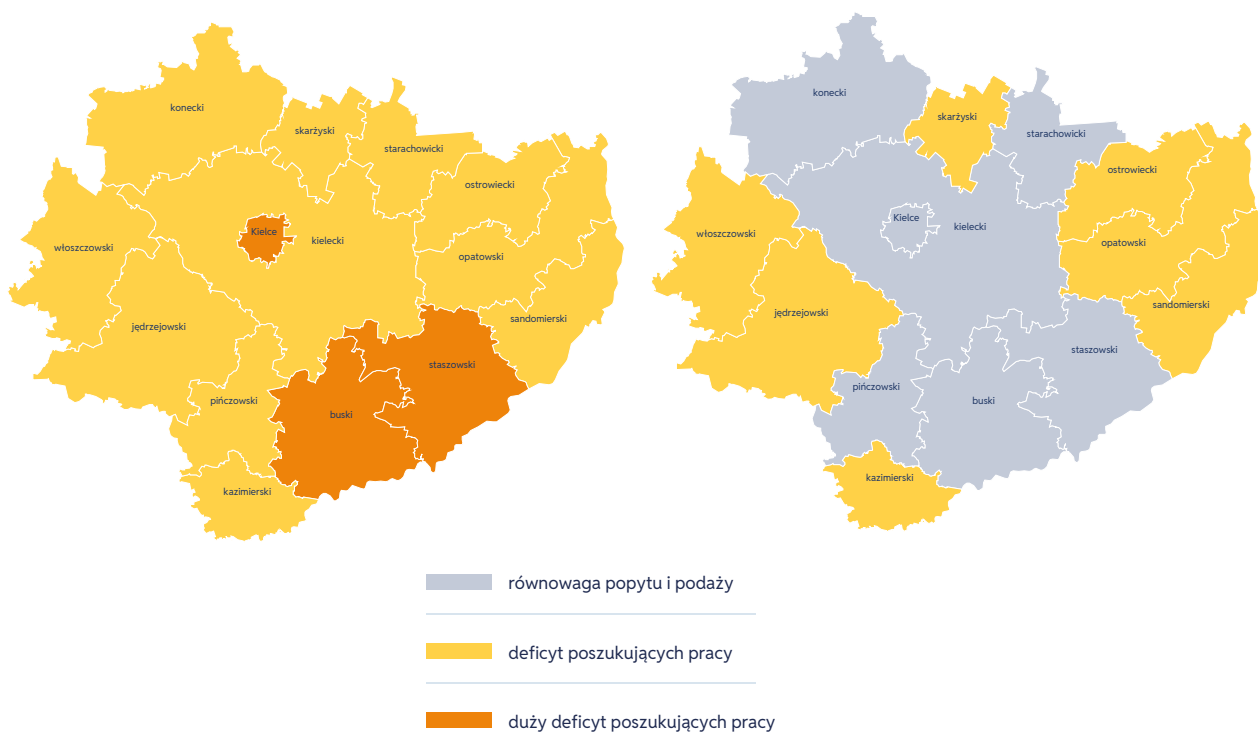 konecki
skarżyski
starachowicki
ostrowiecki
Kielce
kielecki
włoszczowski
opatowski
jędrzejowski
sandomierski
staszowski
pińczowski
buski
kazimierski
konecki
skarżyski
starachowicki
ostrowiecki
Kielce
kielecki
włoszczowski
opatowski
sandomierski
jędrzejowski
staszowski
pińczowski
buski
kazimierski
równowaga popytu i podaży
deficyt poszukujących pracy
duży deficyt poszukujących pracy